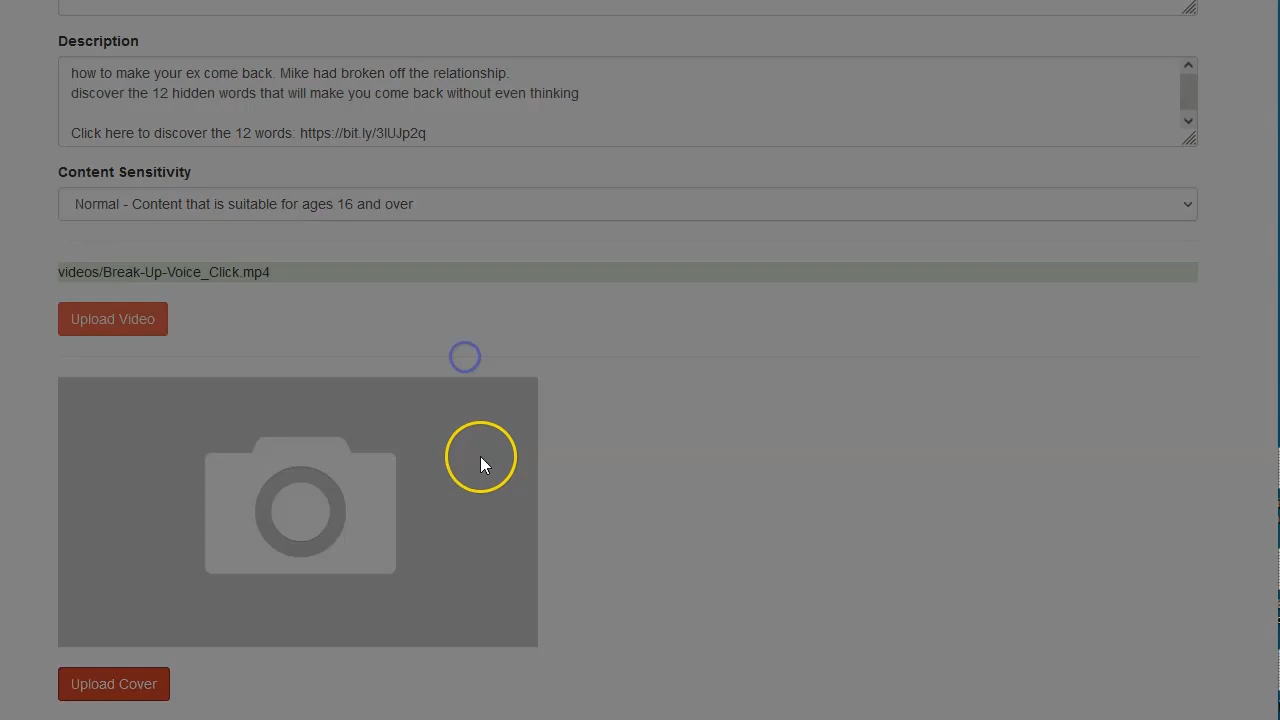 Description
how to make your ex come back. Mike had broken off the relationship.
discover the 12 hidden words that will make you come back without even thinking
Click here to discover the 12 words: https://bit.ly/3lUJp2q
Content Sensitivity
Normal - Content that is suitable for ages 16 and over
videos/Break-Up-Voice_Click.mp4
Upload Video
Upload Cover